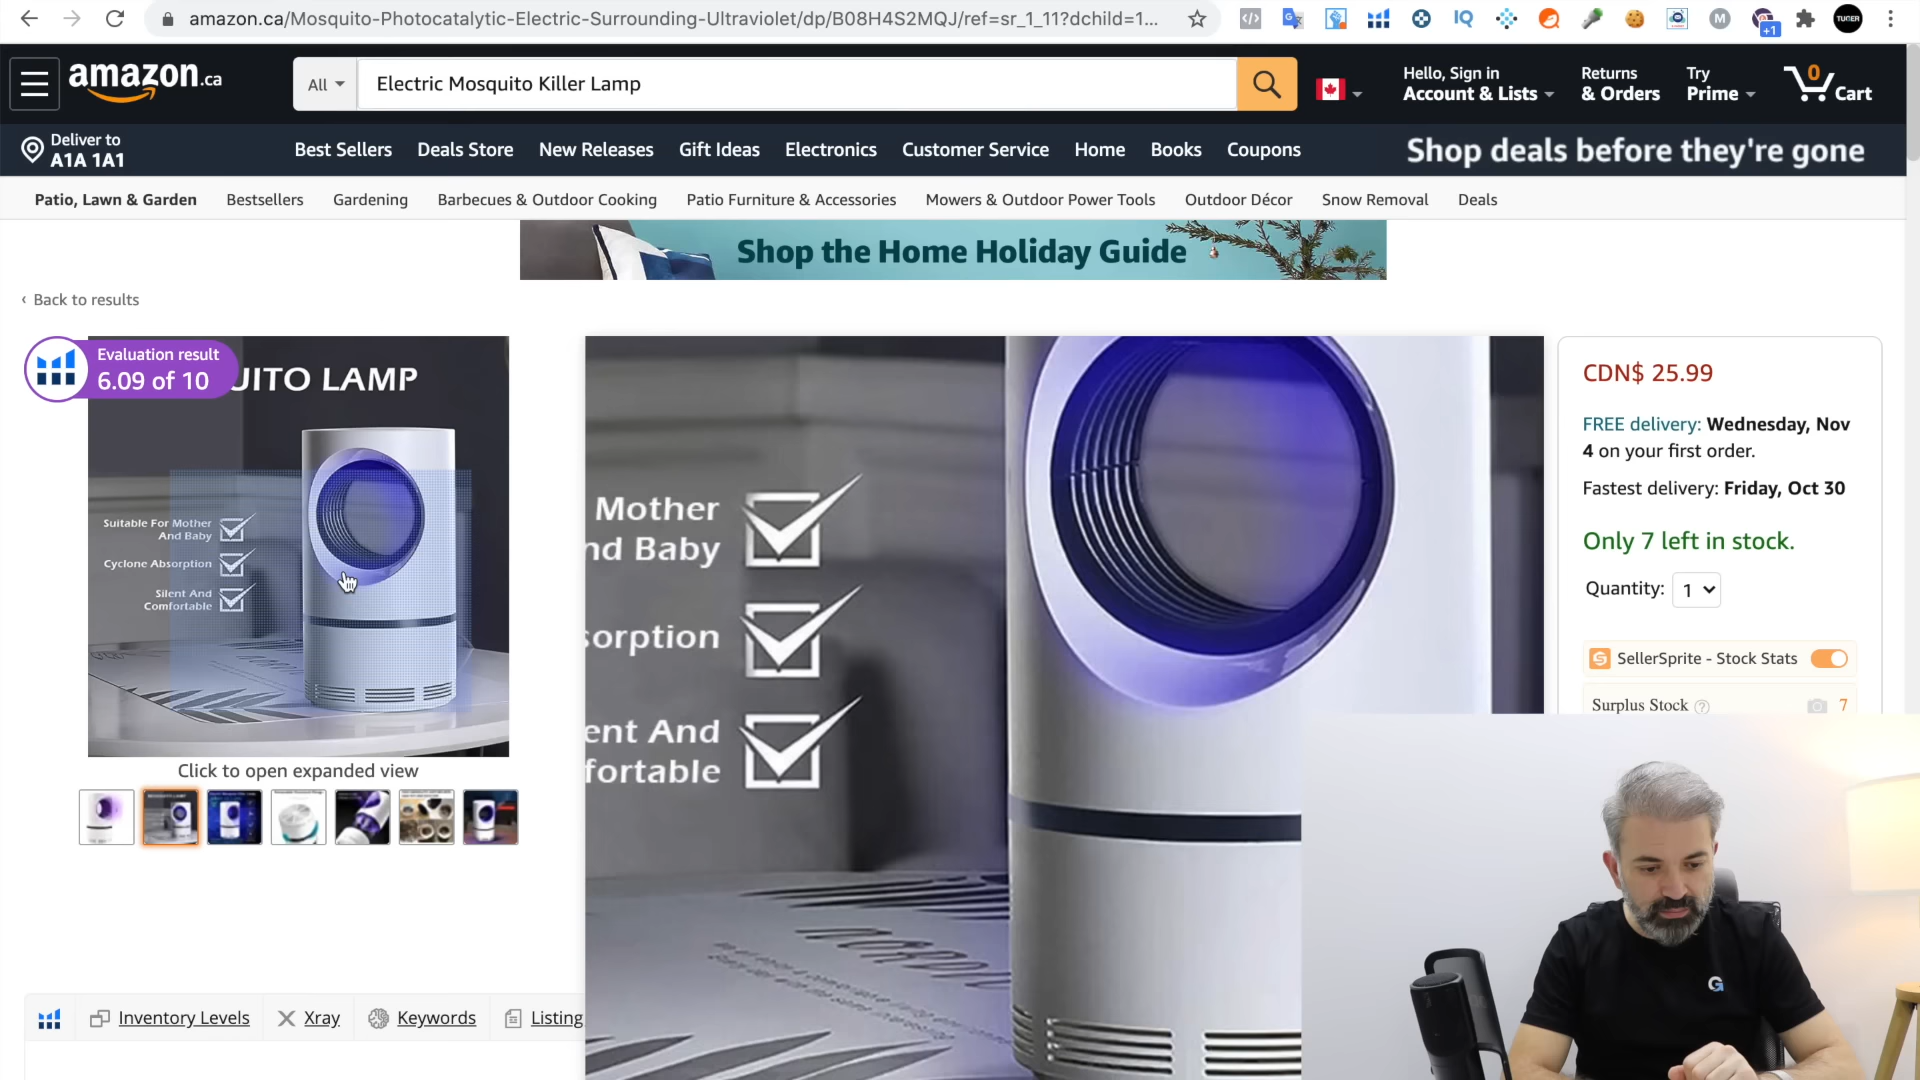 amazon.ca/Mosquito-Photocatalytic-Electric-Surrounding-Ultraviolet/dp/B08H4S2MQJ/ref=sr_1_11?dchild=1...
IQ
M
+1
TUNER
amazon.ca
All
Electric Mosquito Killer Lamp
Hello, Sign in
Account & Lists
Returns
& Orders
Try
Prime
0
Cart
Deliver to
A1A 1A1
Best Sellers
Deals Store
New Releases
Gift Ideas
Electronics
Customer Service
Home
Books
Coupons
Shop deals before they're gone
Patio, Lawn & Garden
Bestsellers
Gardening
Barbecues & Outdoor Cooking
Patio Furniture & Accessories
Mowers & Outdoor Power Tools
Outdoor Décor
Snow Removal
Deals
Shop the Home Holiday Guide
‹ Back to results
Evaluation result
6.09 of 10
UITO LAMP
Suitable For Mother
And Baby
Cyclone Absorption
Silent And
Comfortable
Click to open expanded view
Mother
nd Baby
sorption
ent And
fortable
CDN$ 25.99
FREE delivery: Wednesday, Nov
4 on your first order.
Fastest delivery: Friday, Oct 30
Only 7 left in stock.
Quantity: 1
SellerSprite - Stock Stats
Surplus Stock
7
Inventory Levels
Xray
Keywords
Listing
G